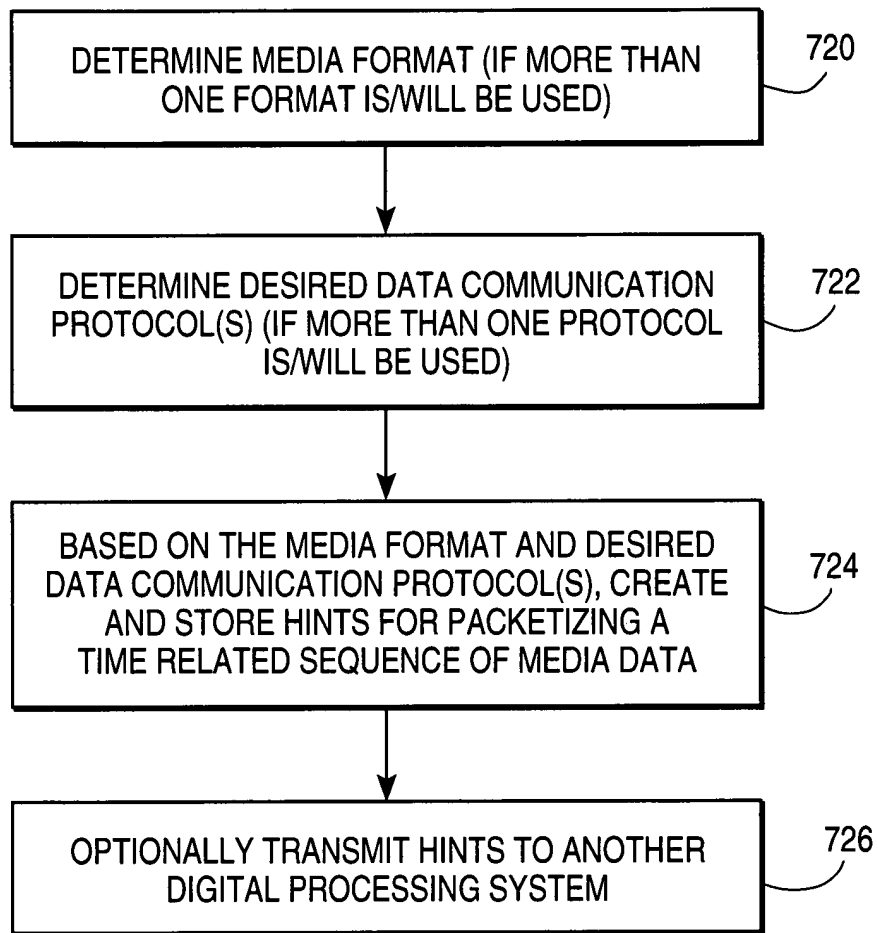 DETERMINE MEDIA FORMAT (IF MORE THAN
ONE FORMAT IS/WILL BE USED)
720
DETERMINE DESIRED DATA COMMUNICATION
PROTOCOL(S) (IF MORE THAN ONE PROTOCOL
IS/WILL BE USED)
722
BASED ON THE MEDIA FORMAT AND DESIRED
DATA COMMUNICATION PROTOCOL(S), CREATE
AND STORE HINTS FOR PACKETIZING A
TIME RELATED SEQUENCE OF MEDIA DATA
724
OPTIONALLY TRANSMIT HINTS TO ANOTHER
DIGITAL PROCESSING SYSTEM
726